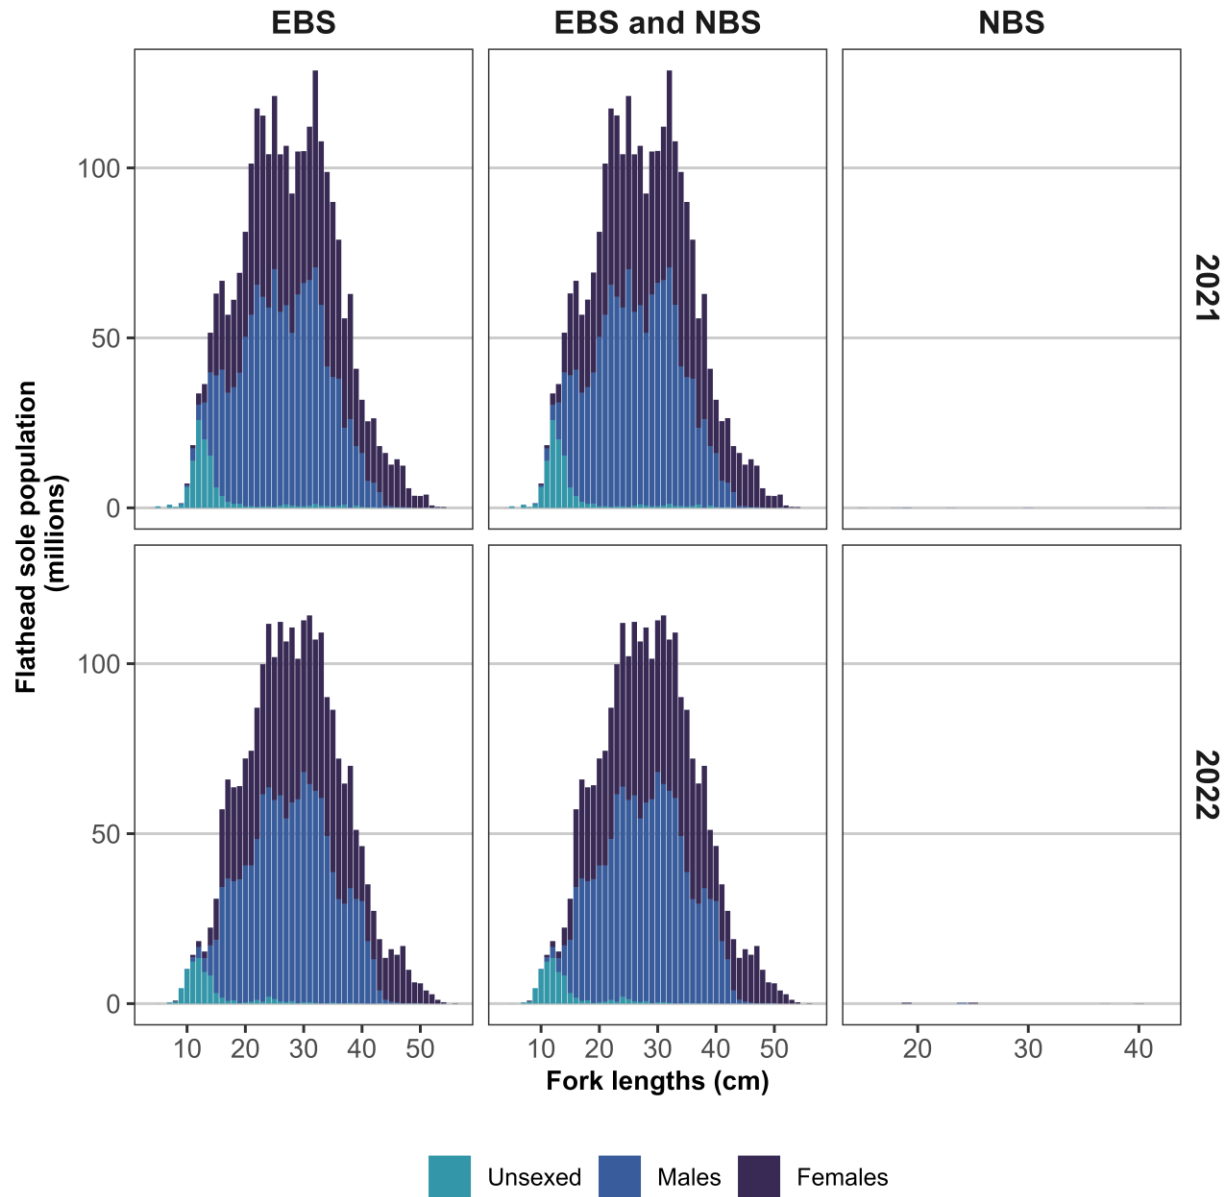 EBS
EBS and NBS
NBS
Flathead sole population
(millions)
100
50
0
2021
100
50
0
2022
10 20 30 40 50
10 20 30 40 50
20 30 40
Fork lengths (cm)
Unsexed Males Females